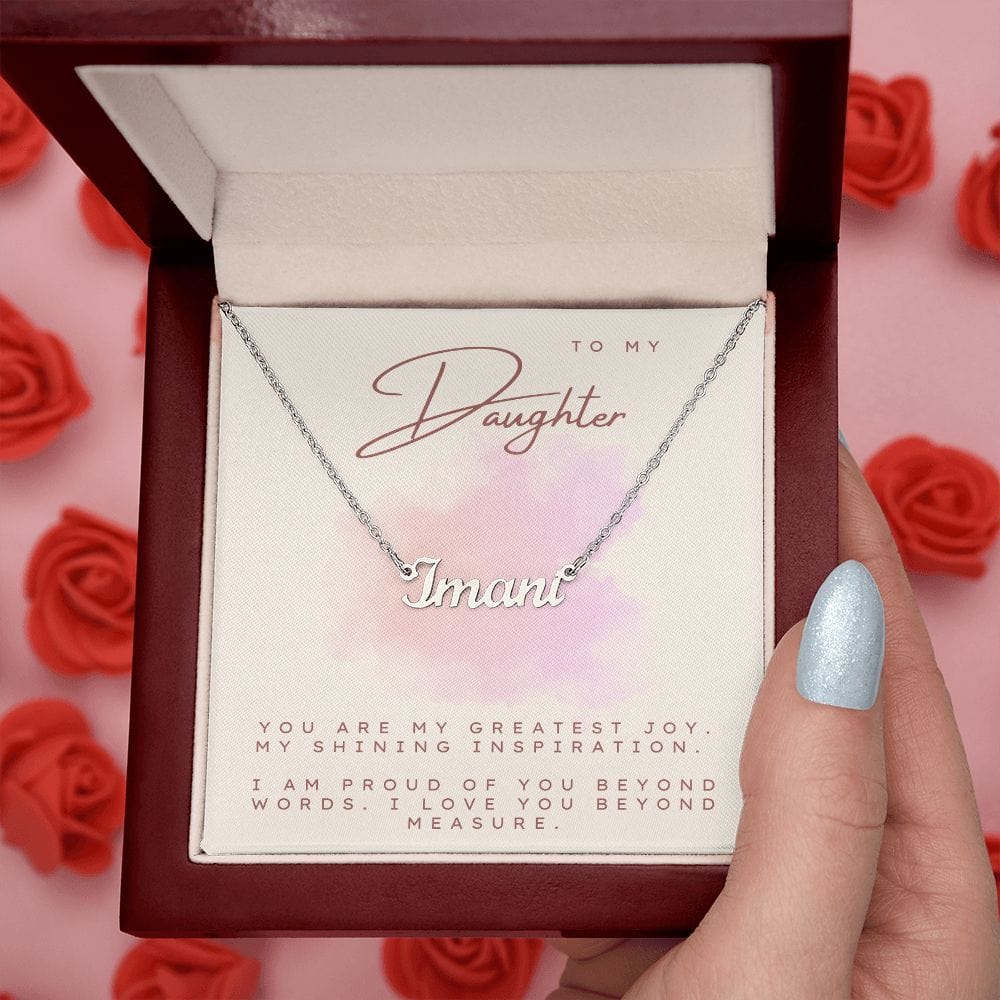 TO MY
Daughter
Imani
YOU ARE MY GREATEST JOY.
MY SHINING INSPIRATION.
I AM PROUD OF YOU BEYOND
WORDS. I LOVE YOU BEYOND
MEASURE.